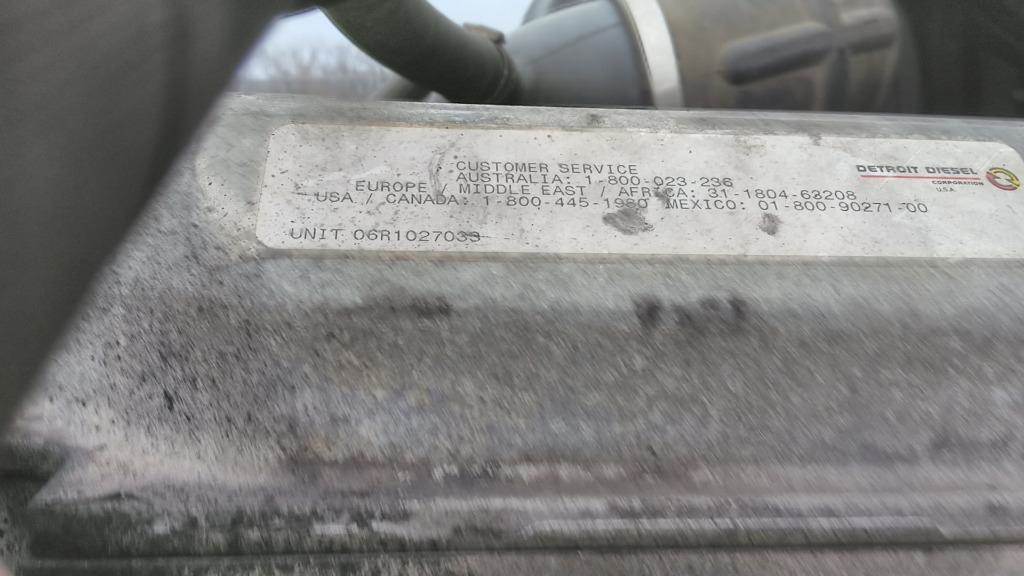 CUSTOMER SERVICE
AUSTRALIA: 1-800-023-236
EUROPE / MIDDLE EAST / AFRICA: 31-1804-63208
USA / CANADA: 1-800-445-1980 MEXICO: 01-800-90271-00
UNIT 06R1027033
DETROIT DIESEL
CORPORATION
U.S.A.